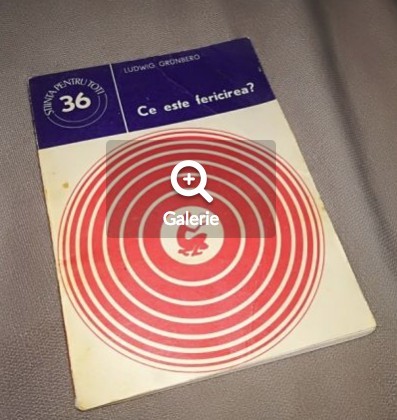 LUDWIG GRÜNBERG
ȘTIINȚA PENTRU TOȚI
36
Ce este fericirea?
Galerie